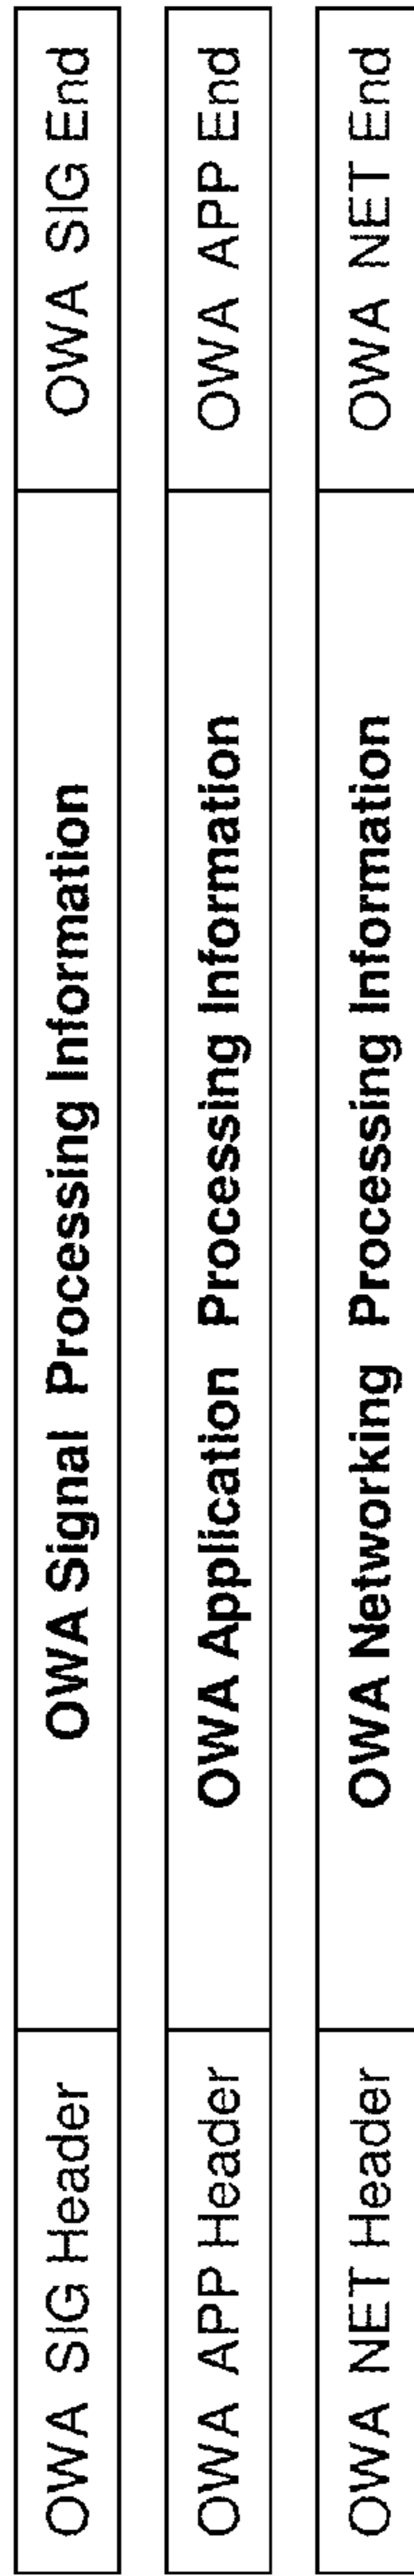 OWA SIG Header
OWA Signal Processing Information
OWA SIG End
OWA APP Header
OWA Application Processing Information
OWA APP End
OWA NET Header
OWA Networking Processing Information
OWA NET End